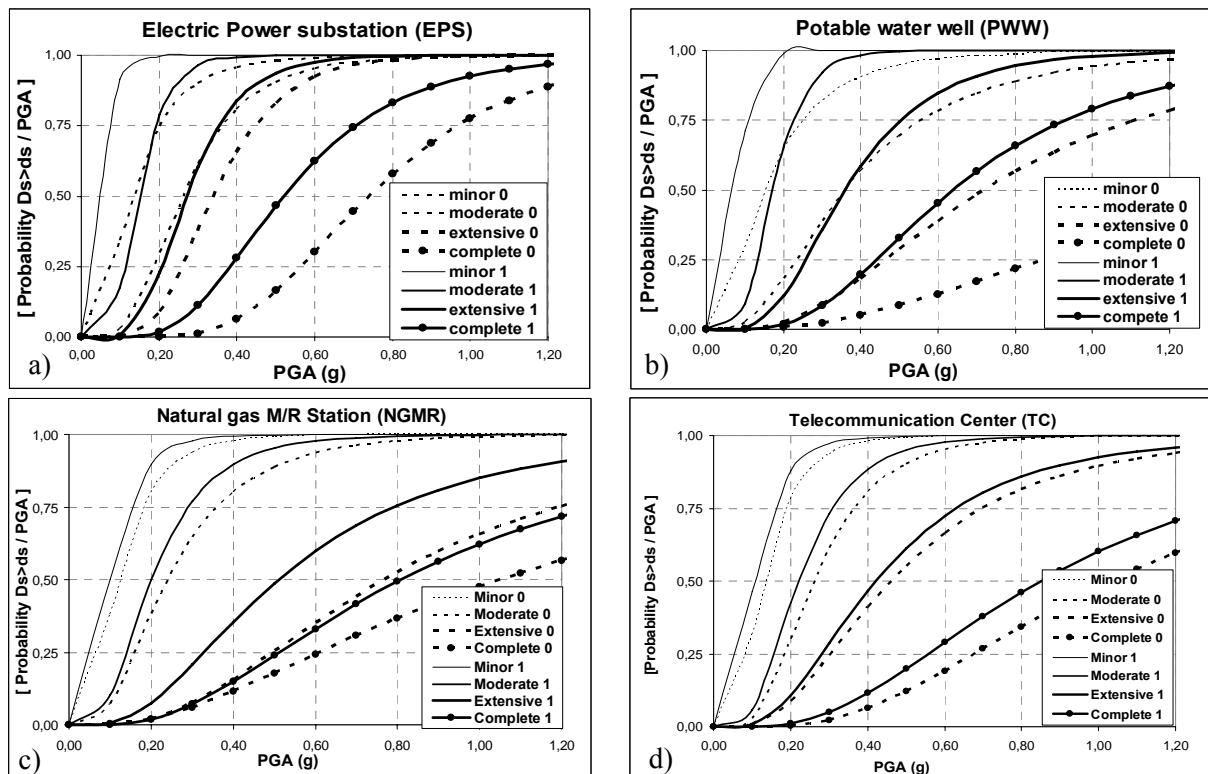 Electric Power substation (EPS)
[ Probability Ds>ds / PGA ]
1,00
0,75
0,50
0,25
0,00
minor 0
moderate 0
extensive 0
complete 0
minor 1
moderate 1
extensive 1
complete 1
0,00 0,20 0,40 0,60 0,80 1,00 1,20
PGA (g)
a)
Potable water well (PWW)
[ Probability Ds>ds / PGA ]
1,00
0,75
0,50
0,25
0,00
minor 0
moderate 0
extensive 0
complete 0
minor 1
moderate 1
extensive 1
compete 1
0,00 0,20 0,40 0,60 0,80 1,00 1,20
PGA (g)
b)
Natural gas M/R Station (NGMR)
[ Probability Ds>ds / PGA ]
1,00
0,75
0,50
0,25
0,00
Minor 0
Moderate 0
Extensive 0
Complete 0
Minor 1
Moderate 1
Extensive 1
Complete 1
0,00 0,20 0,40 0,60 0,80 1,00 1,20
PGA (g)
c)
Telecommunication Center (TC)
[Probability Ds>ds / PGA ]
1,00
0,75
0,50
0,25
0,00
Minor 0
Moderate 0
Extensive 0
Complete 0
Minor 1
Moderate 1
Extensive 1
Complete 1
0,00 0,20 0,40 0,60 0,80 1,00 1,20
PGA (g)
d)